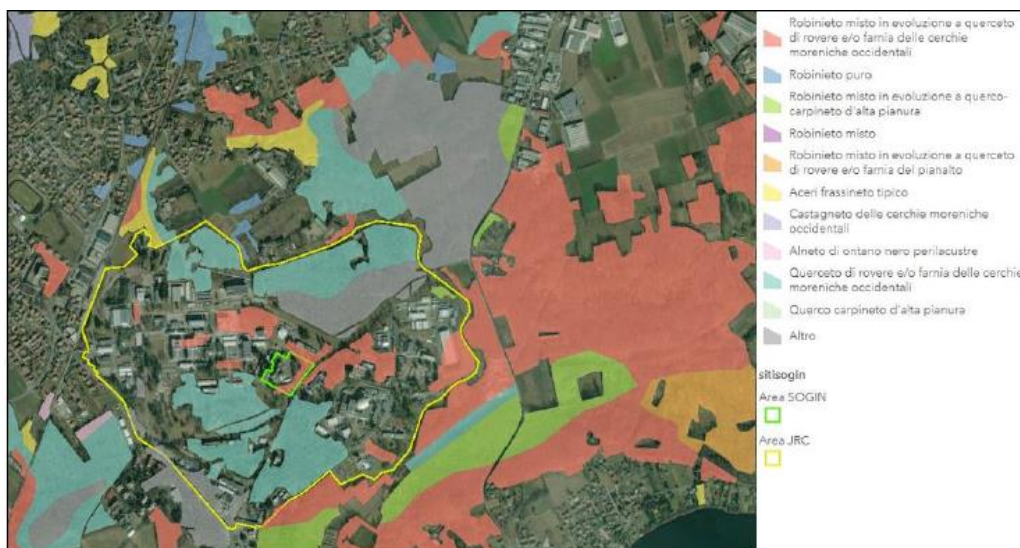 Robinieto misto in evoluzione a querceto
di rovere e/o farnia delle cerchie
moreniche occidentali
Robinieto puro
Robinieto misto in evoluzione a querco-
carpineto d'alta pianura
Robinieto misto
Robinieto misto in evoluzione a querceto
di rovere e/o farnia del pianalto
Aceri frassineto tipico
Castagneto delle cerchie moreniche
occidentali
Alneto di ontano nero perilacustre
Querceto di rovere e/o farnia delle cerchie
moreniche occidentali
Querco carpineto d'alta pianura
Altro
sitisogin
Area SOGIN
Area JRC